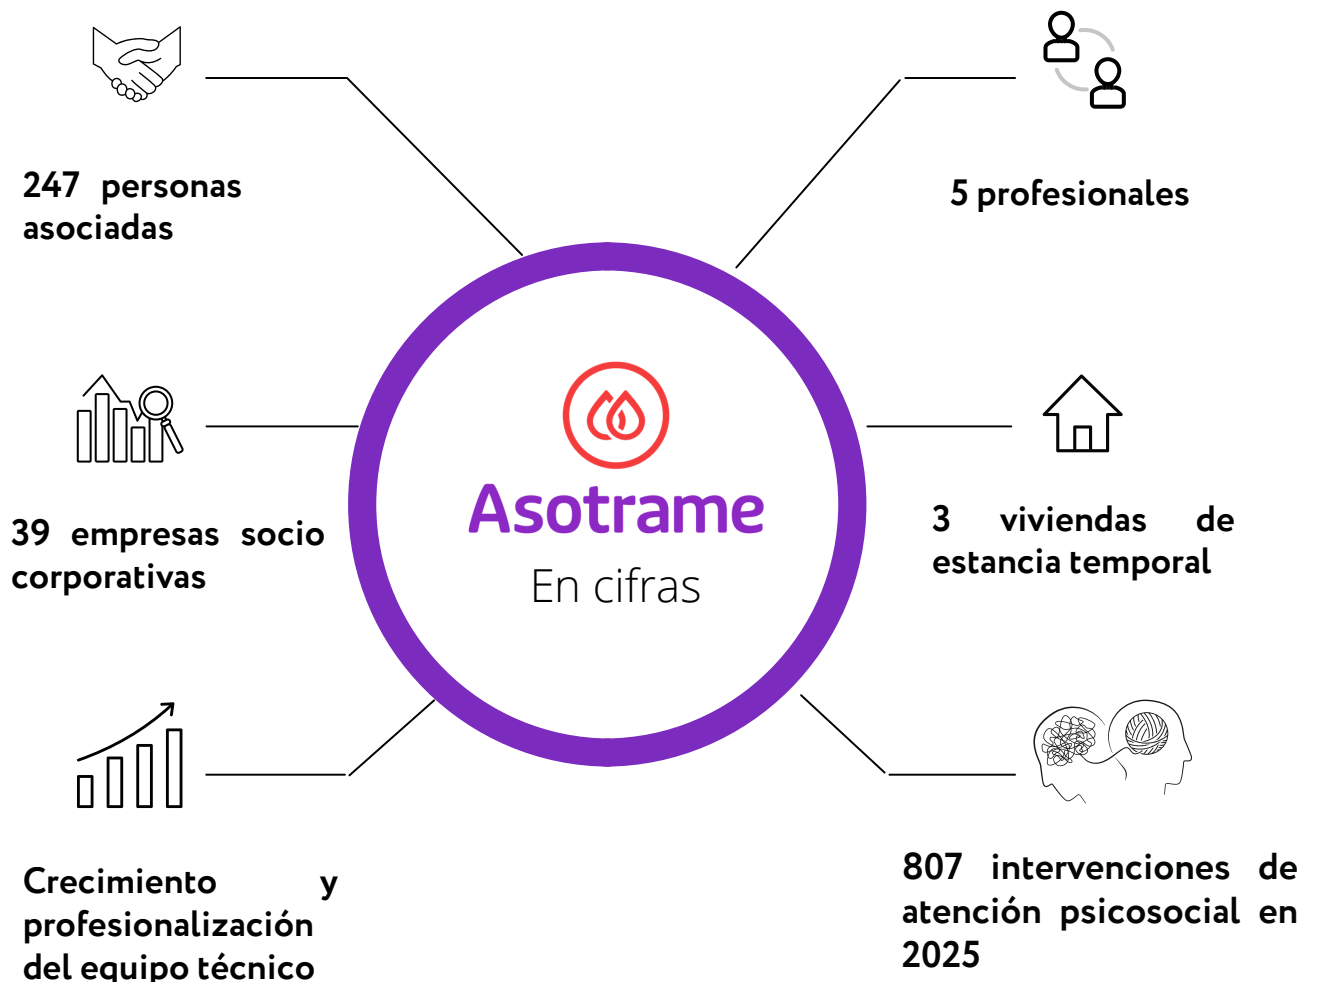 247 personas
asociadas
5 profesionales
Asotrame
En cifras
39 empresas socio
corporativas
3 viviendas de
estancia temporal
Crecimiento y
profesionalización
del equipo técnico
807 intervenciones de
atención psicosocial en
2025